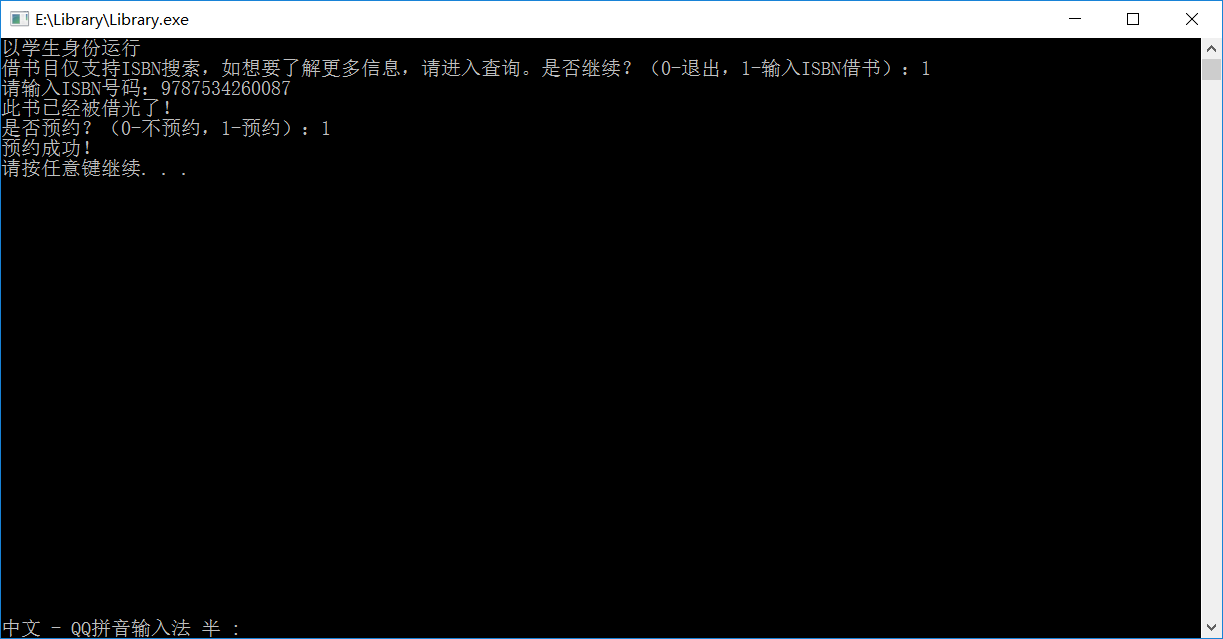 E:\Library\Library.exe
以学生身份运行
借书目仅支持ISBN搜索，如想要了解更多信息，请进入查询。是否继续？（0-退出，1-输入ISBN借书）：1
请输入ISBN号码：9787534260087
此书已经被借光了！
是否预约？（0-不预约，1-预约）：1
预约成功！
请按任意键继续. . .
中文 - QQ拼音输入法 半 :